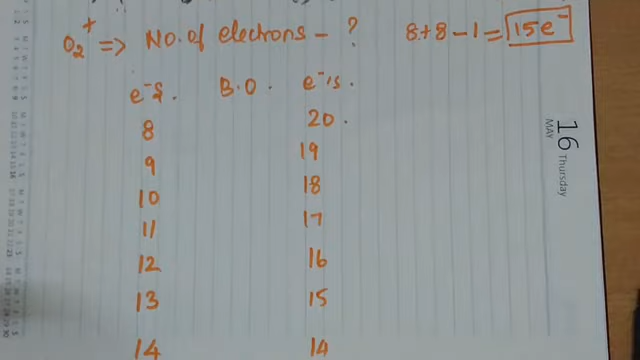 O2+ => NO. of electrons - ? 8+8-1= 15e-
e-s. B.O. e-'s.
8 20.
9 19
10 18
11 17
12 16
13 15
14 14
16 Thursday
MAY